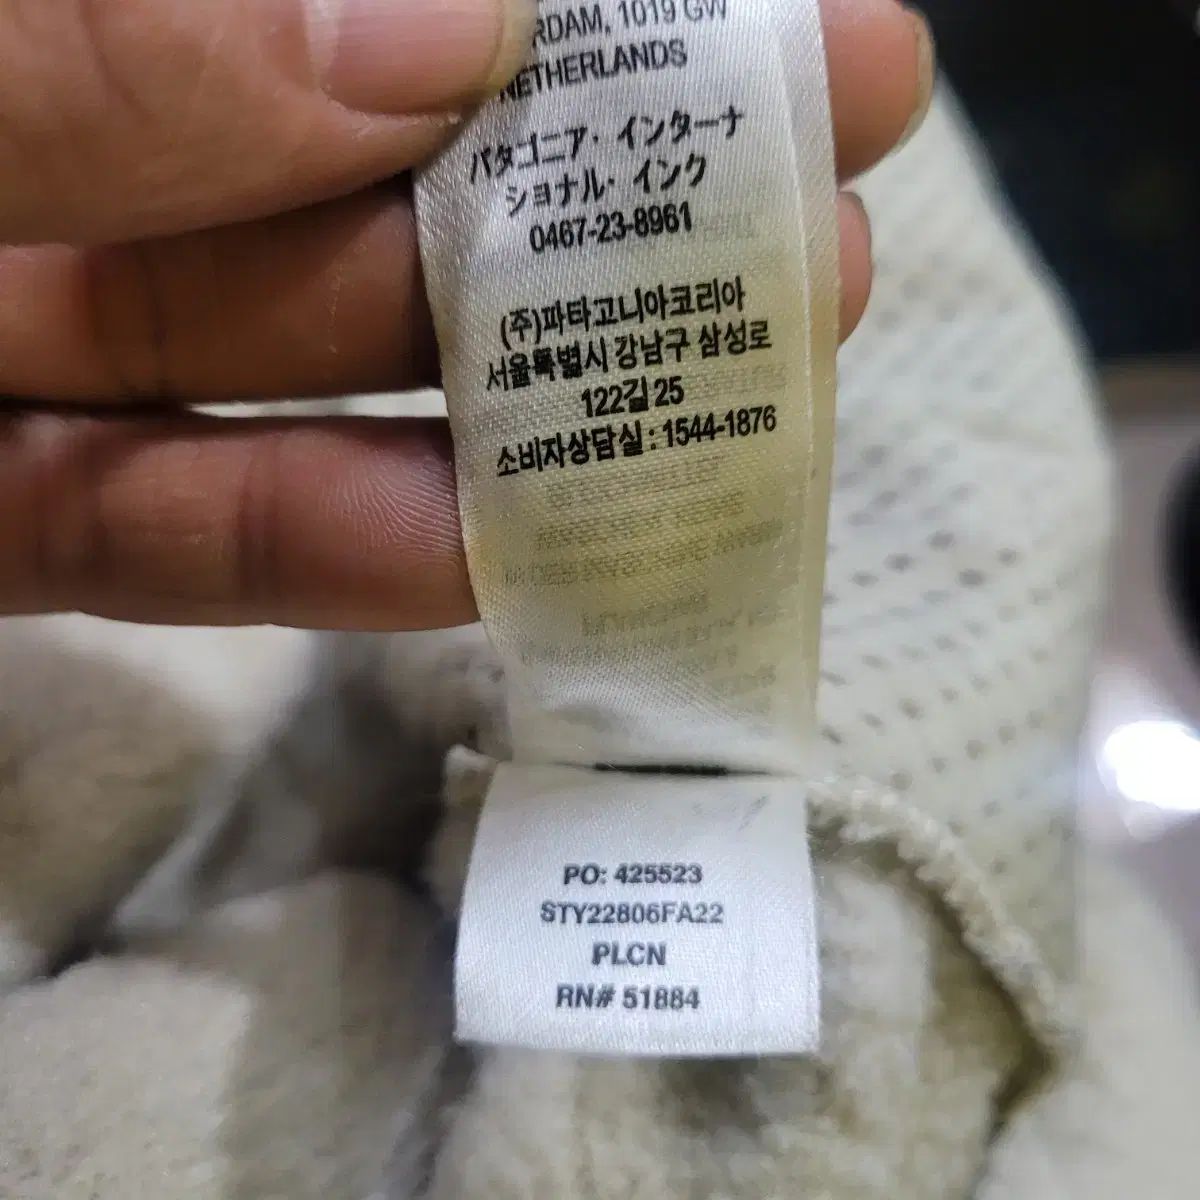 RDAM, 1019 GW
NETHERLANDS
パタゴニア・インターナ
ショナル・インク
0467-23-8961
(주)파타고니아코리아
서울특별시 강남구 삼성로
122길 25
소비자상담실 : 1544-1876
PO: 425523
STY22806FA22
PLCN
RN# 51884